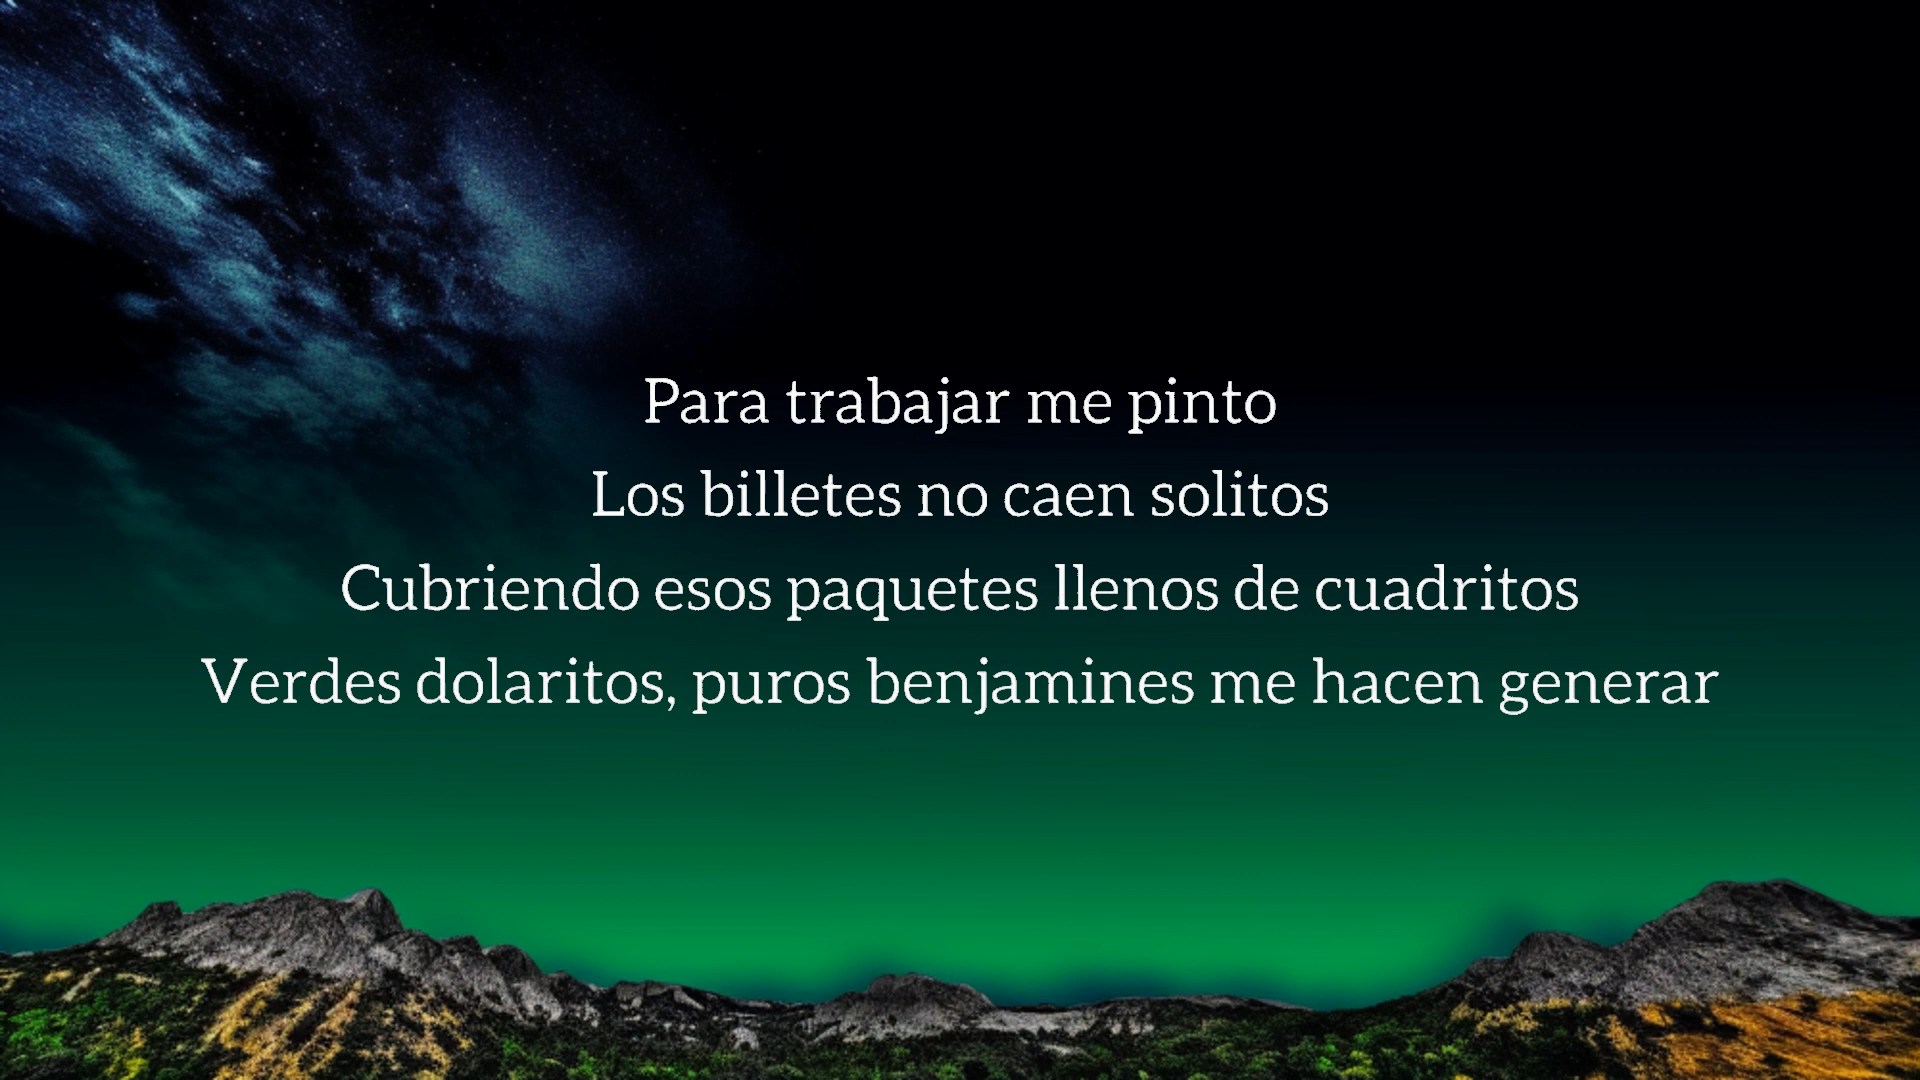 Para trabajar me pinto
Los billetes no caen solitos
Cubriendo esos paquetes llenos de cuadritos
Verdes dolaritos, puros benjamines me hacen generar